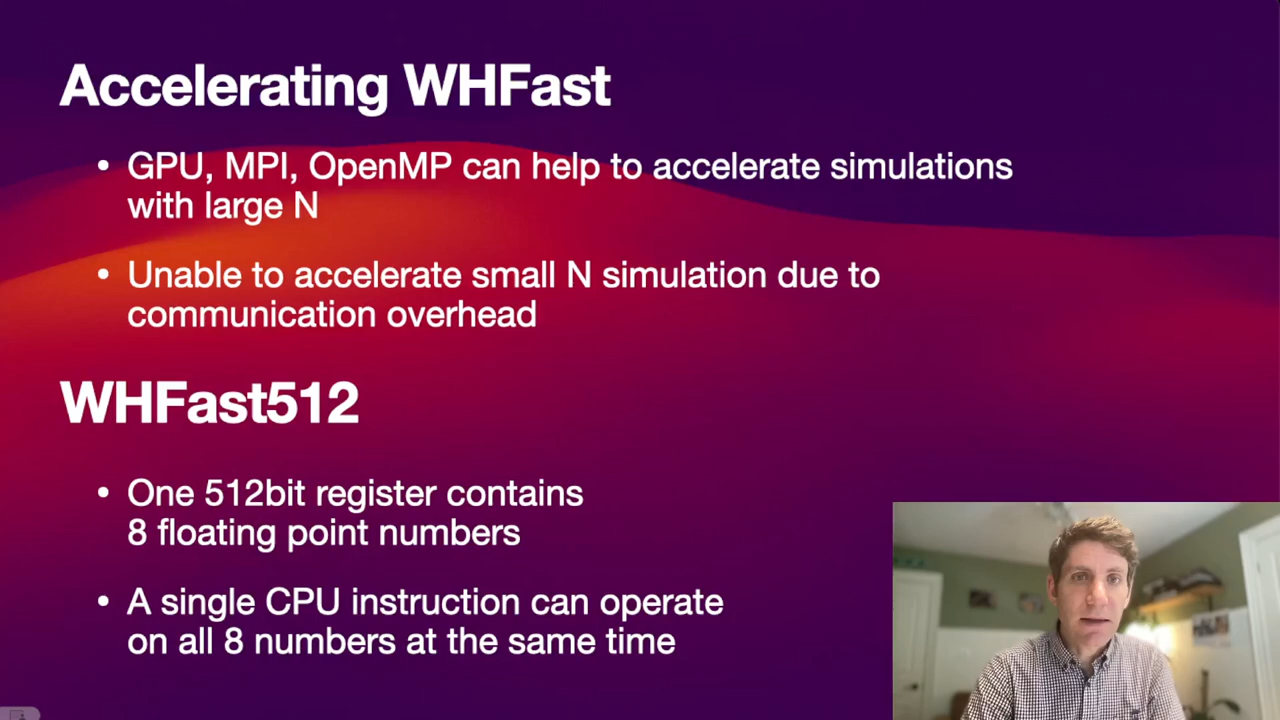 Accelerating WHFast
• GPU, MPI, OpenMP can help to accelerate simulations
with large N
• Unable to accelerate small N simulation due to
communication overhead
WHFast512
• One 512bit register contains
8 floating point numbers
• A single CPU instruction can operate
on all 8 numbers at the same time